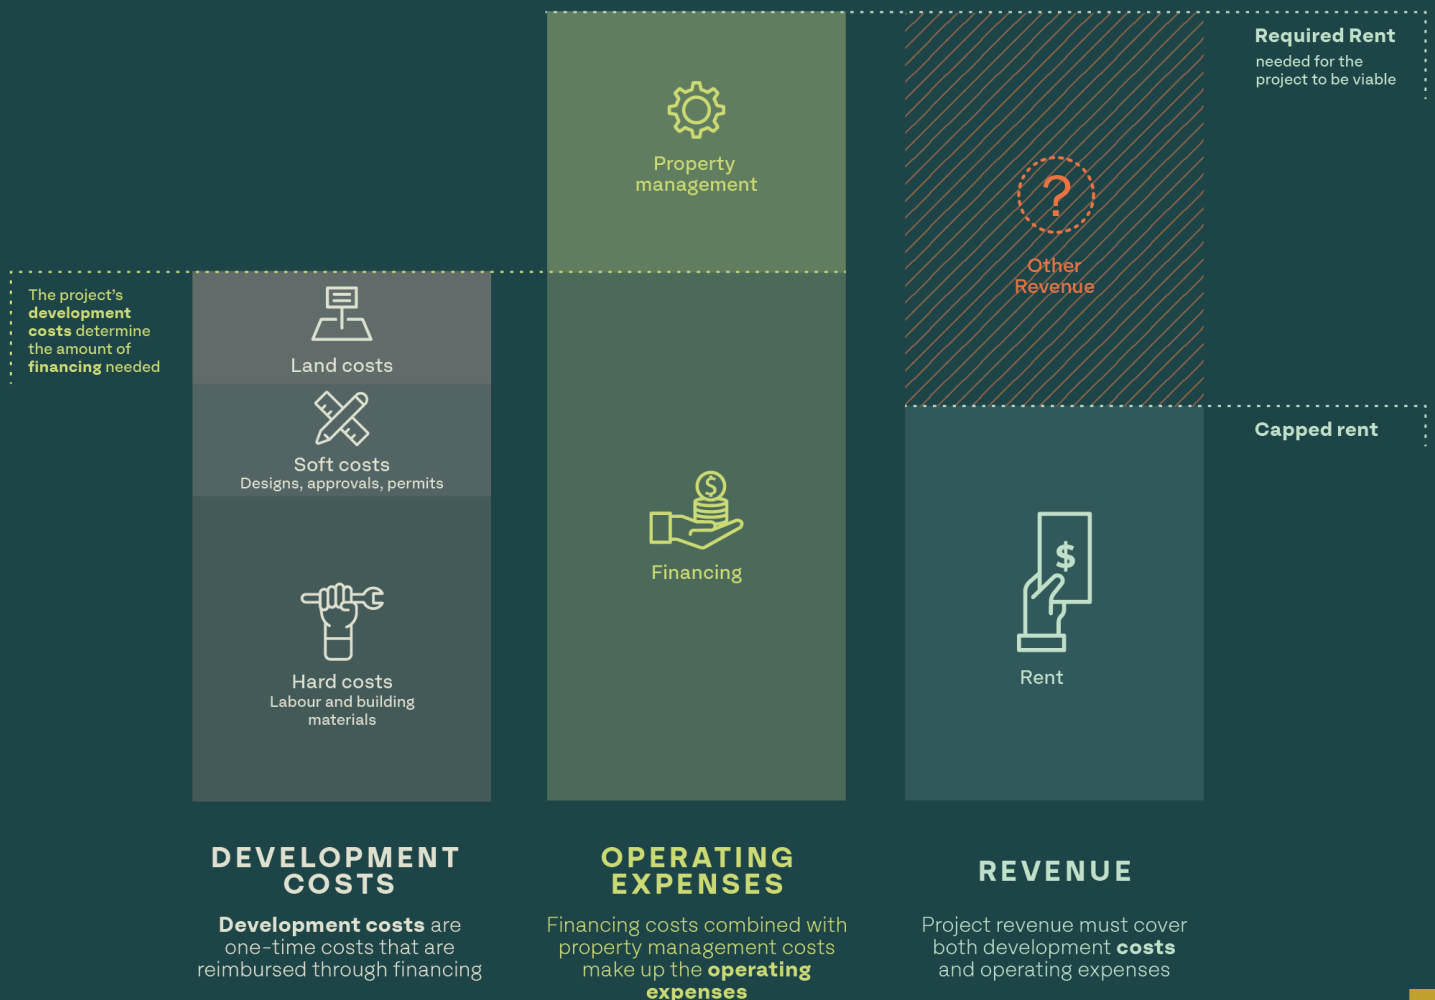 Required Rent
needed for the
project to be viable
Property
management
?
Other
Revenue
The project's
development
costs determine
the amount of
financing needed
Land costs
Soft costs
Designs, approvals, permits
Capped rent
$
Financing
$
Hard costs
Labour and building
materials
Rent
DEVELOPMENT
COSTS
Development costs are
one-time costs that are
reimbursed through financing
OPERATING
EXPENSES
Financing costs combined with
property management costs
make up the operating
expenses
REVENUE
Project revenue must cover
both development costs
and operating expenses